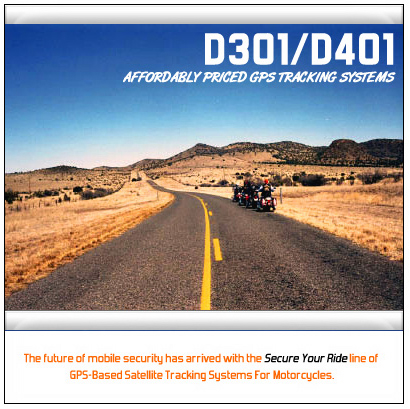 D301/D401
AFFORDABLY PRICED GPS TRACKING SYSTEMS
The future of mobile security has arrived with the Secure Your Ride line of
GPS-Based Satellite Tracking Systems For Motorcycles.